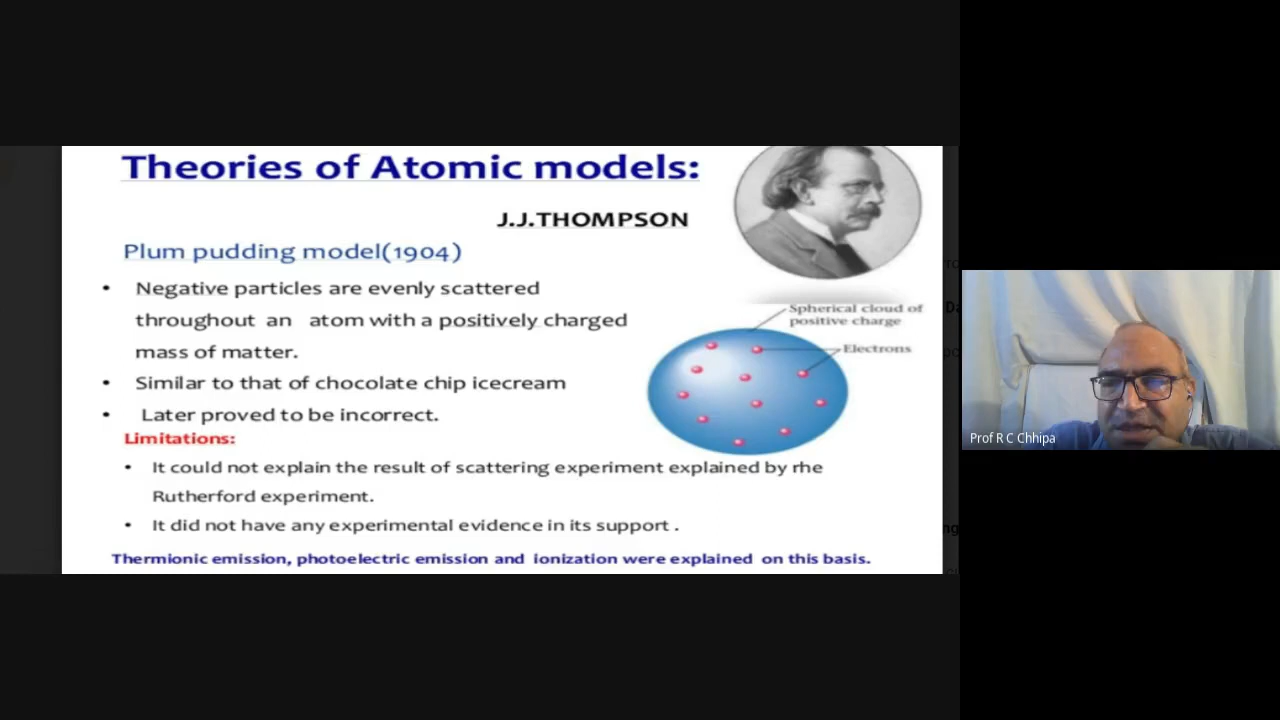 Theories of Atomic models:
J.J.THOMPSON
Plum pudding model(1904)
• Negative particles are evenly scattered
throughout an atom with a positively charged
mass of matter.
• Similar to that of chocolate chip icecream
• Later proved to be incorrect.
Spherical cloud of
positive charge
Electrons
Limitations:
• It could not explain the result of scattering experiment explained by rhe
Rutherford experiment.
• It did not have any experimental evidence in its support .
Thermionic emission, photoelectric emission and ionization were explained on this basis.
Prof R C Chhipa